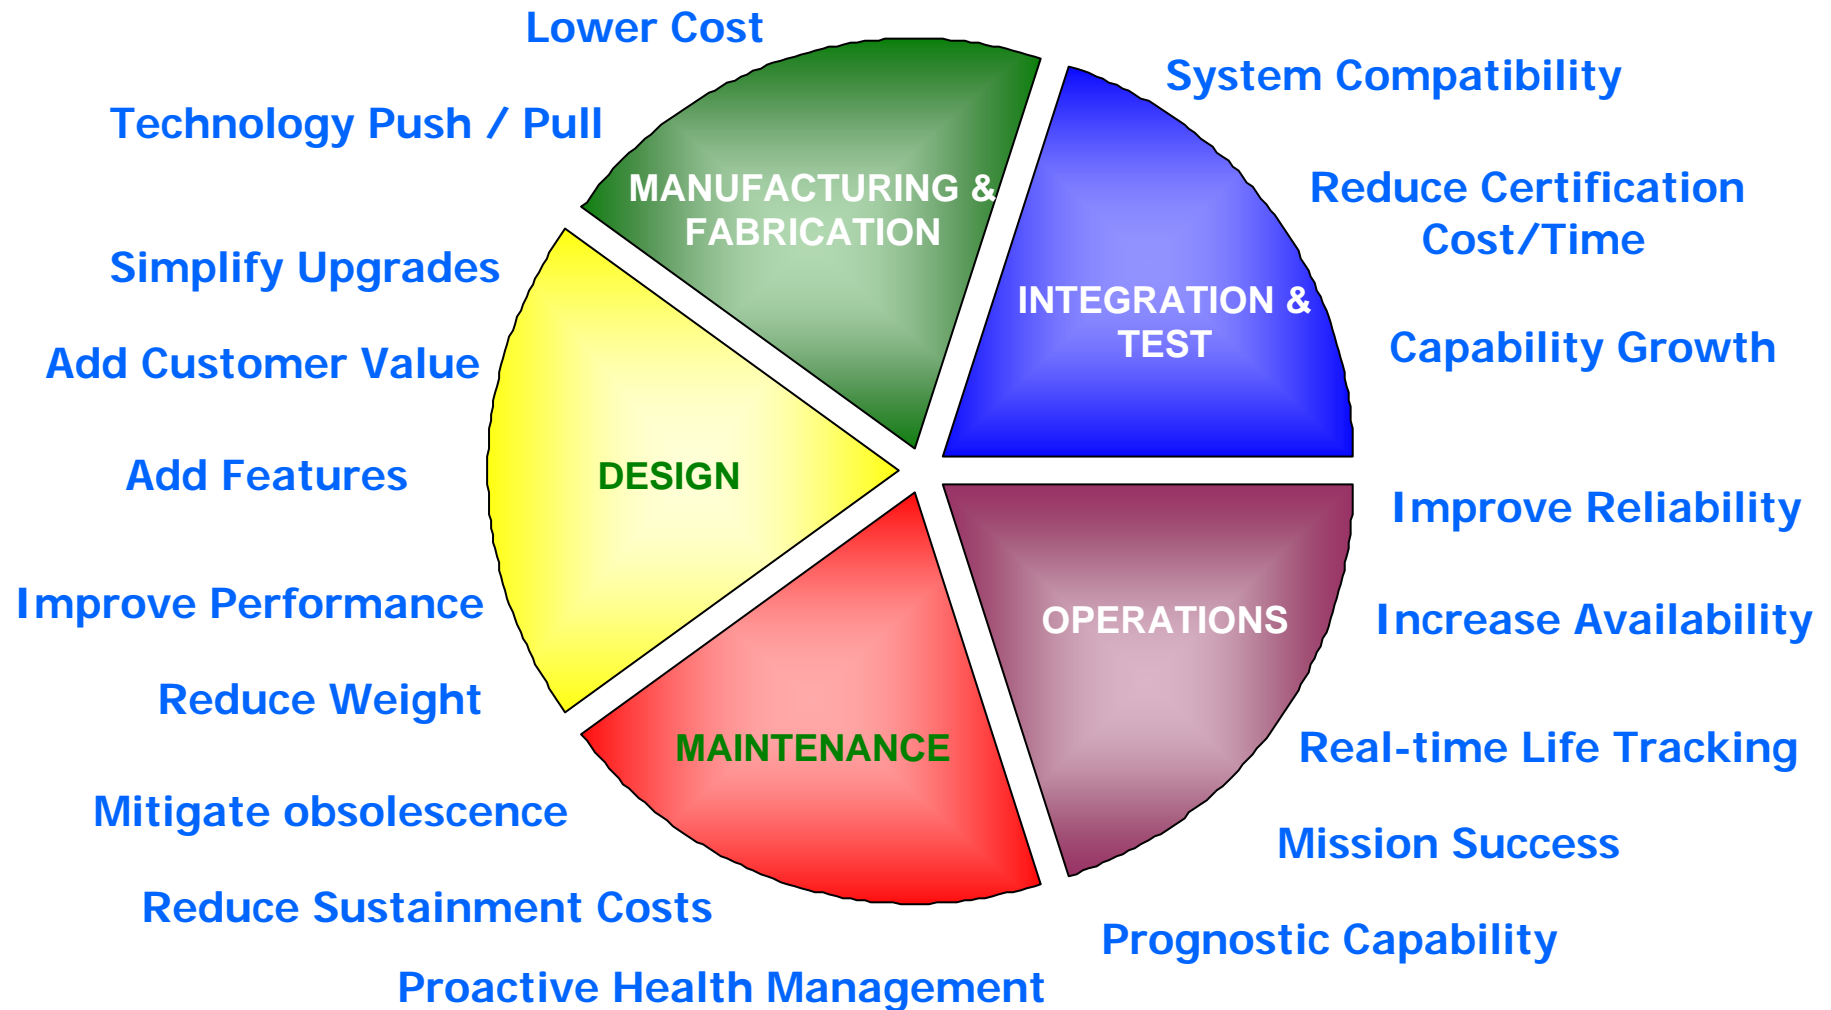 Lower Cost
System Compatibility
Technology Push / Pull
MANUFACTURING &
FABRICATION
Reduce Certification
Cost/Time
Simplify Upgrades
INTEGRATION &
TEST
Capability Growth
Add Customer Value
Add Features
DESIGN
Improve Reliability
Improve Performance
OPERATIONS
Increase Availability
Reduce Weight
MAINTENANCE
Real-time Life Tracking
Mitigate obsolescence
Mission Success
Reduce Sustainment Costs
Prognostic Capability
Proactive Health Management